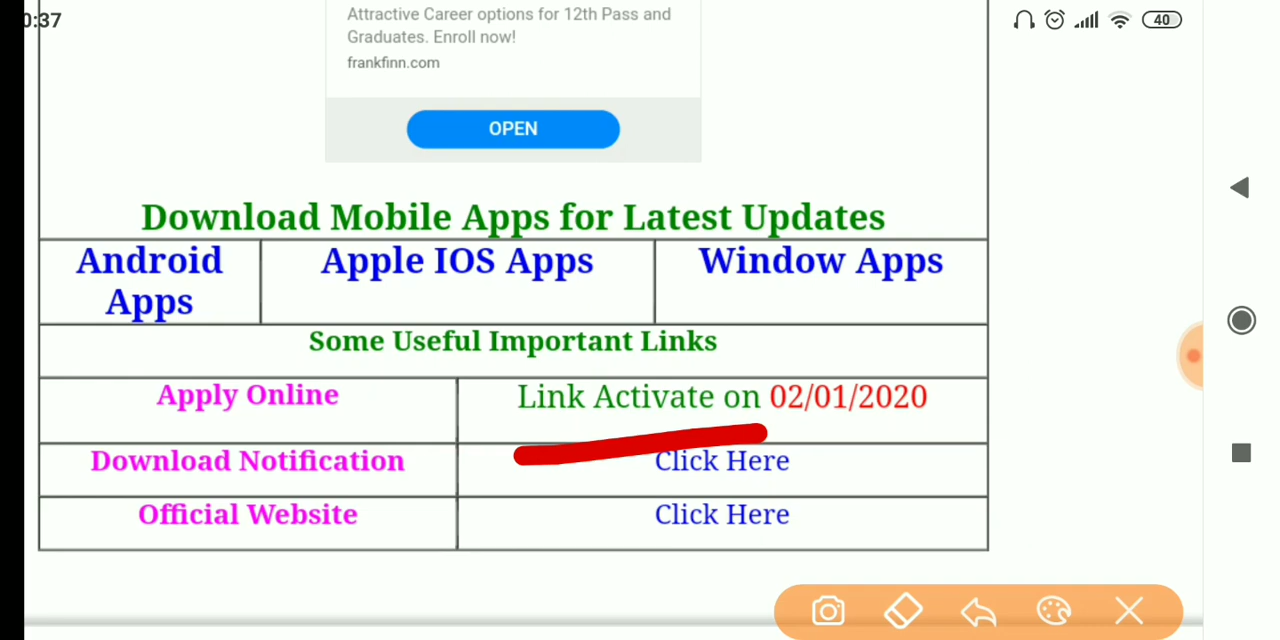 0:37
40
Attractive Career options for 12th Pass and
Graduates. Enroll now!
frankfinn.com
OPEN
Download Mobile Apps for Latest Updates
Android Apps Apple IOS Apps Window Apps
Some Useful Important Links
Apply Online Link Activate on 02/01/2020
Download Notification Click Here
Official Website Click Here